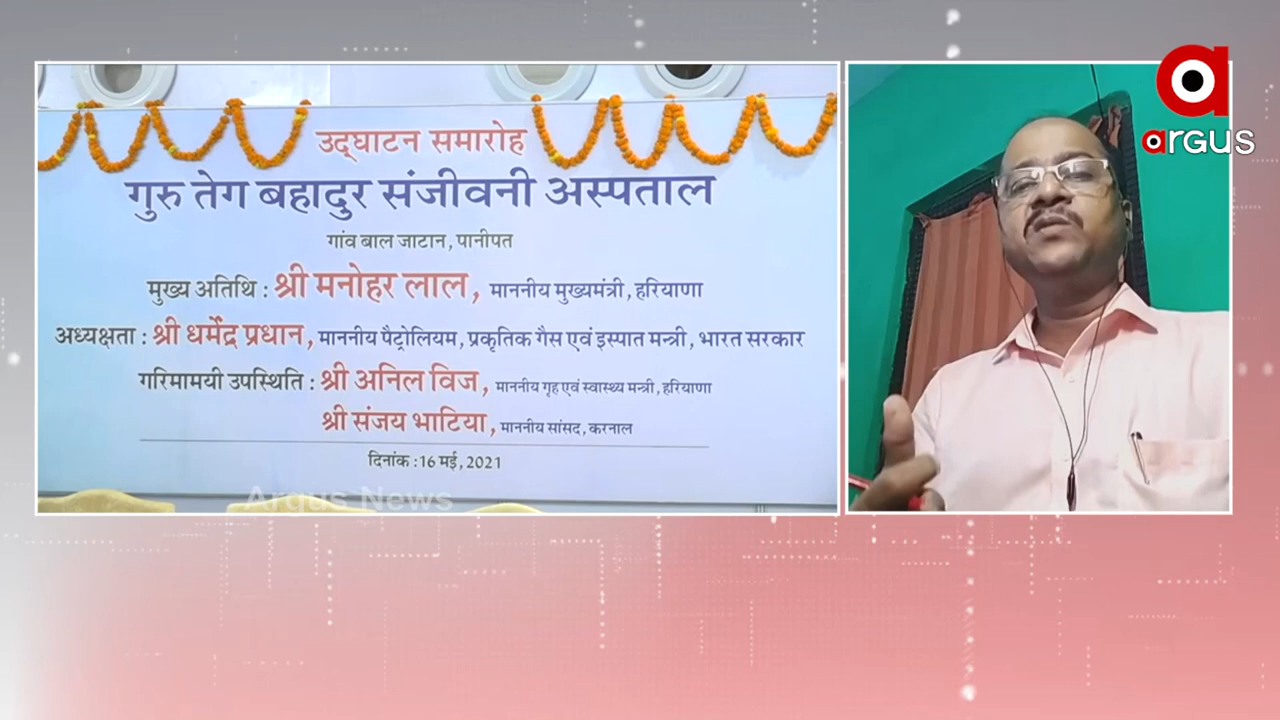 उद्घाटन समारोह
गुरु तेग बहादुर संजीवनी अस्पताल
गांव बाल जाटान, पानीपत
मुख्य अतिथि : श्री मनोहर लाल, माननीय मुख्यमंत्री, हरियाणा
अध्यक्षता : श्री धर्मेंद्र प्रधान, माननीय पैट्रोलियम, प्रकृतिक गैस एवं इस्पात मन्त्री, भारत सरकार
गरिमामयी उपस्थिति : श्री अनिल विज, माननीय गृह एवं स्वास्थ्य मन्त्री, हरियाणा
श्री संजय भाटिया, माननीय सांसद, करनाल
दिनांक : 16 मई, 2021
Argus News
argus